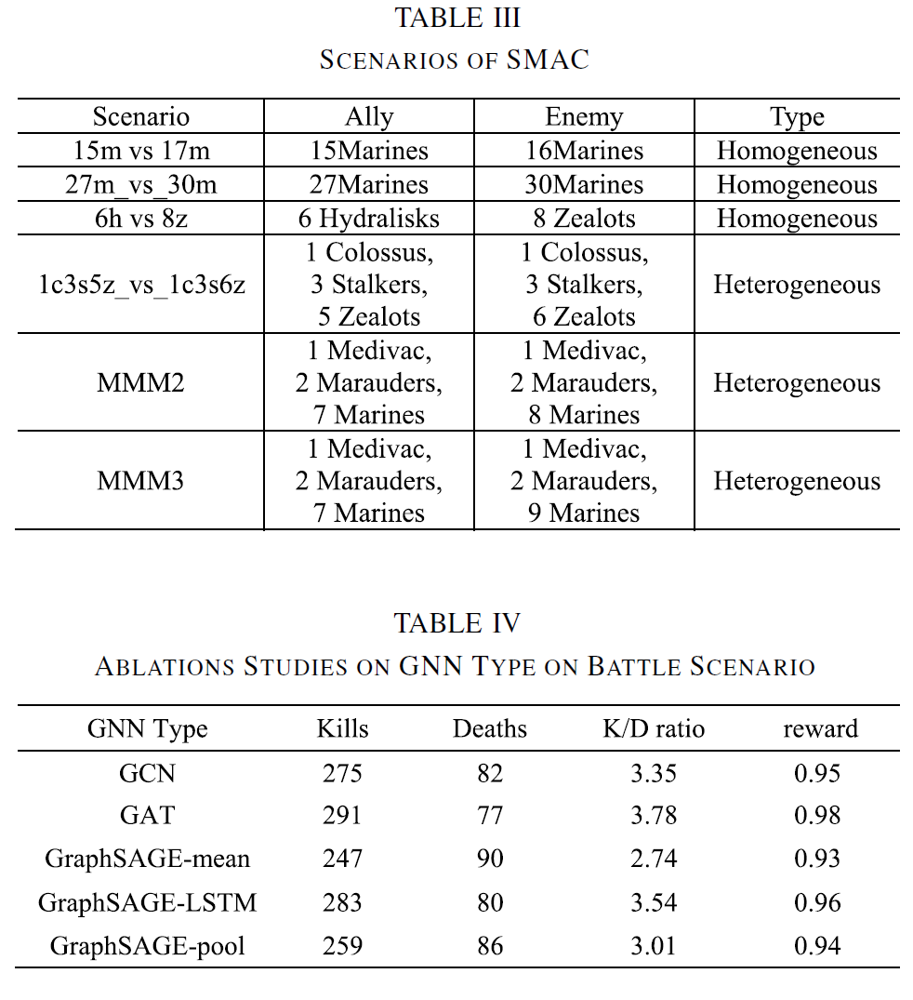 TABLE III
SCENARIOS OF SMAC
Scenario Ally Enemy Type
15m vs 17m 15Marines 16Marines Homogeneous
27m_vs_30m 27Marines 30Marines Homogeneous
6h vs 8z 6 Hydralisks 8 Zealots Homogeneous
1c3s5z_vs_1c3s6z 1 Colossus, 3 Stalkers, 5 Zealots 1 Colossus, 3 Stalkers, 6 Zealots Heterogeneous
MMM2 1 Medivac, 2 Marauders, 7 Marines 1 Medivac, 2 Marauders, 8 Marines Heterogeneous
MMM3 1 Medivac, 2 Marauders, 7 Marines 1 Medivac, 2 Marauders, 9 Marines Heterogeneous
TABLE IV
ABLATIONS STUDIES ON GNN TYPE ON BATTLE SCENARIO
GNN Type Kills Deaths K/D ratio reward
GCN 275 82 3.35 0.95
GAT 291 77 3.78 0.98
GraphSAGE-mean 247 90 2.74 0.93
GraphSAGE-LSTM 283 80 3.54 0.96
GraphSAGE-pool 259 86 3.01 0.94